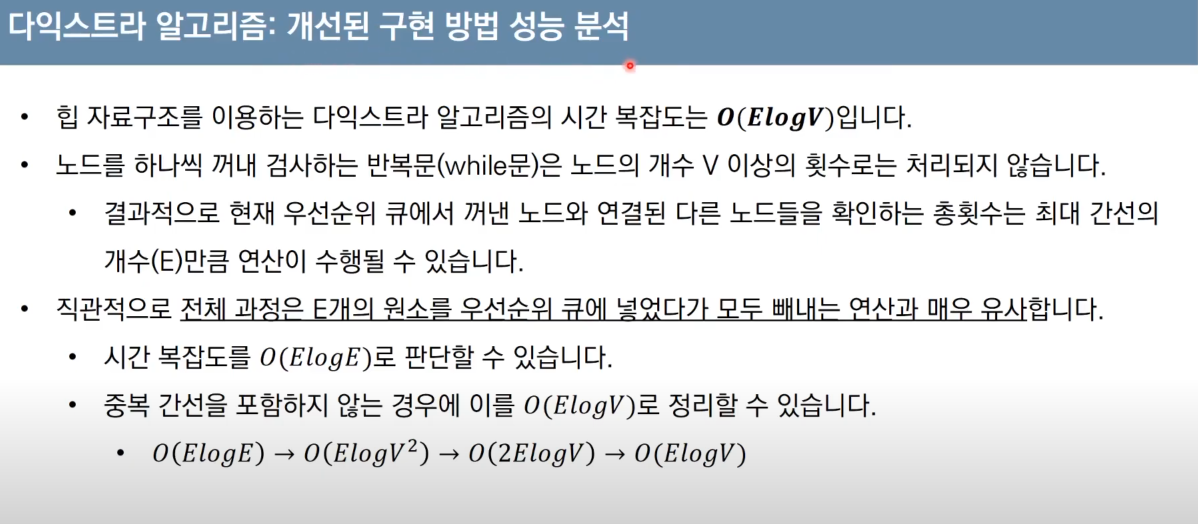 다익스트라 알고리즘: 개선된 구현 방법 성능 분석
• 힙 자료구조를 이용하는 다익스트라 알고리즘의 시간 복잡도는 O(ElogV)입니다.
• 노드를 하나씩 꺼내 검사하는 반복문(while문)은 노드의 개수 V 이상의 횟수로는 처리되지 않습니다.
• 결과적으로 현재 우선순위 큐에서 꺼낸 노드와 연결된 다른 노드들을 확인하는 총횟수는 최대 간선의
개수(E)만큼 연산이 수행될 수 있습니다.
• 직관적으로 전체 과정은 E개의 원소를 우선순위 큐에 넣었다가 모두 빼내는 연산과 매우 유사합니다.
• 시간 복잡도를 O(ElogE)로 판단할 수 있습니다.
• 중복 간선을 포함하지 않는 경우에 이를 O(ElogV)로 정리할 수 있습니다.
• O(ElogE) → O(ElogV²) → O(2ElogV) → O(ElogV)